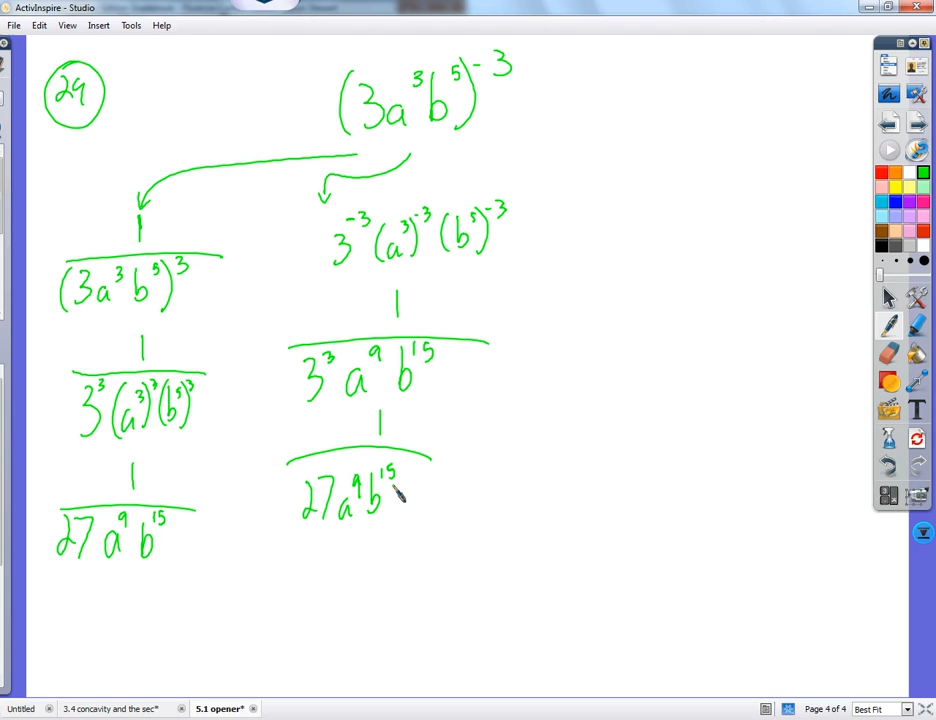 ActivInspire - Studio
File Edit View Insert Tools Help
29
(3a³b⁵)⁻³
1
(3a³b⁵)³
1
3³(a³)³(b⁵)³
1
27a⁹b¹⁵
3⁻³(a³)⁻³(b⁵)⁻³
1
3³a⁹b¹⁵
1
27a⁹b¹⁵
Untitled 3.4 concavity and the sec* 5.1 opener* Page 4 of 4 Best Fit